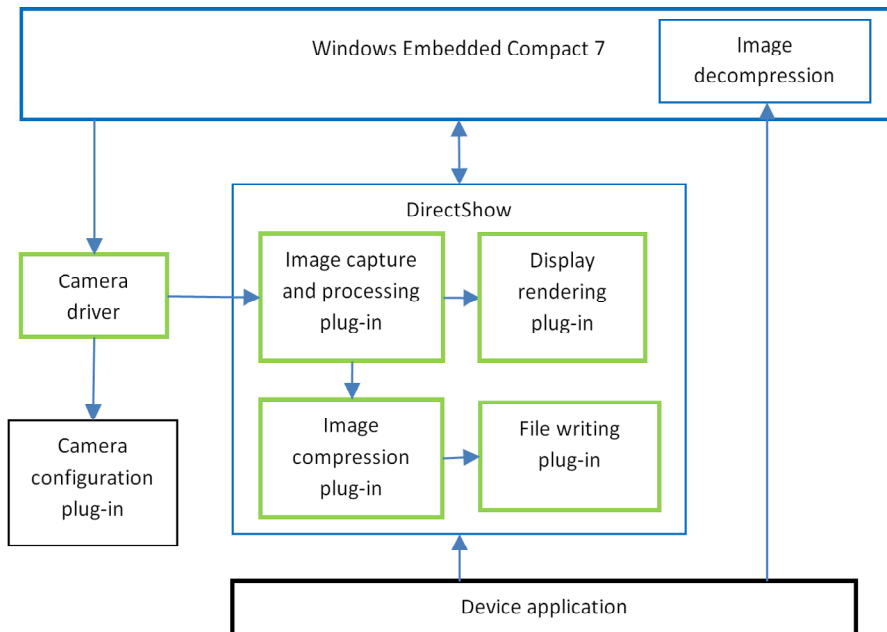 Windows Embedded Compact 7
Image
decompression
DirectShow
Camera
driver
Image capture
and processing
plug-in
Display
rendering
plug-in
Camera
configuration
plug-in
Image
compression
plug-in
File writing
plug-in
Device application